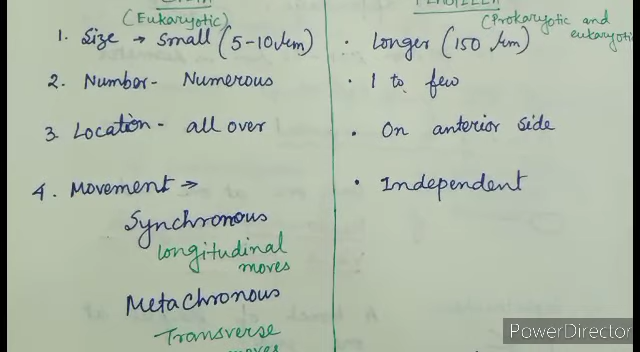 (Eukaryotic)
(Prokaryotic and
eukaryotic
1. Size → Small (5-10 μm)
• Longer (150 μm)
2. Number - Numerous
• 1 to few
3. Location - all over
• On anterior side
4. Movement →
• Independent
Synchronous
Longitudinal
moves
Metachronous
Transverse
moves
PowerDirector